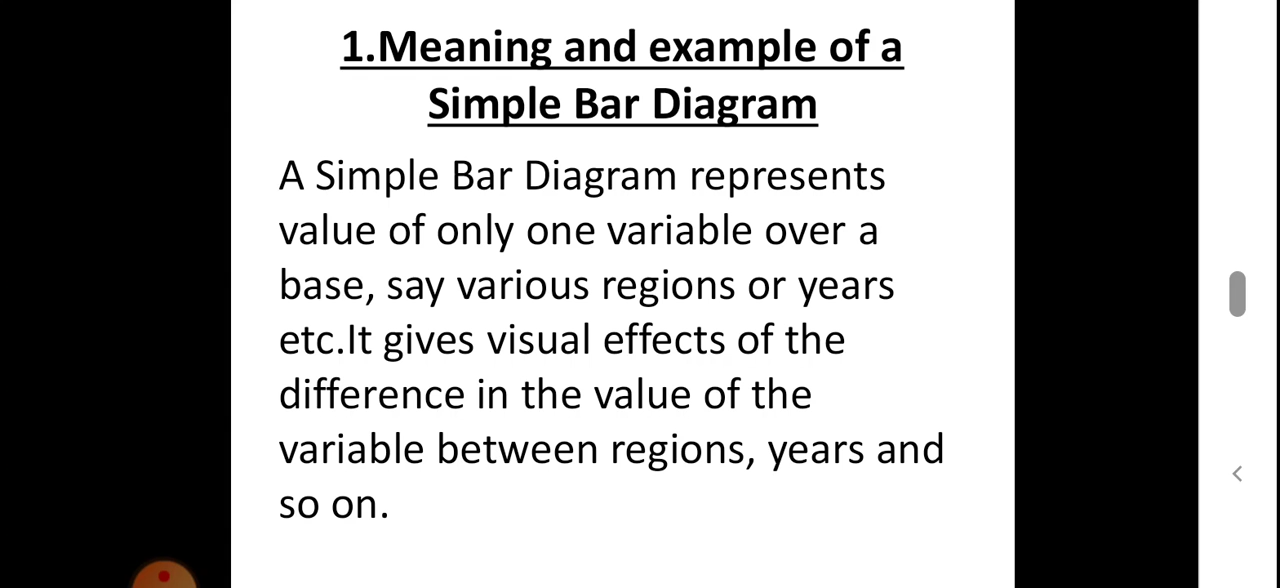 1.Meaning and example of a
Simple Bar Diagram
A Simple Bar Diagram represents
value of only one variable over a
base, say various regions or years
etc.It gives visual effects of the
difference in the value of the
variable between regions, years and
so on.